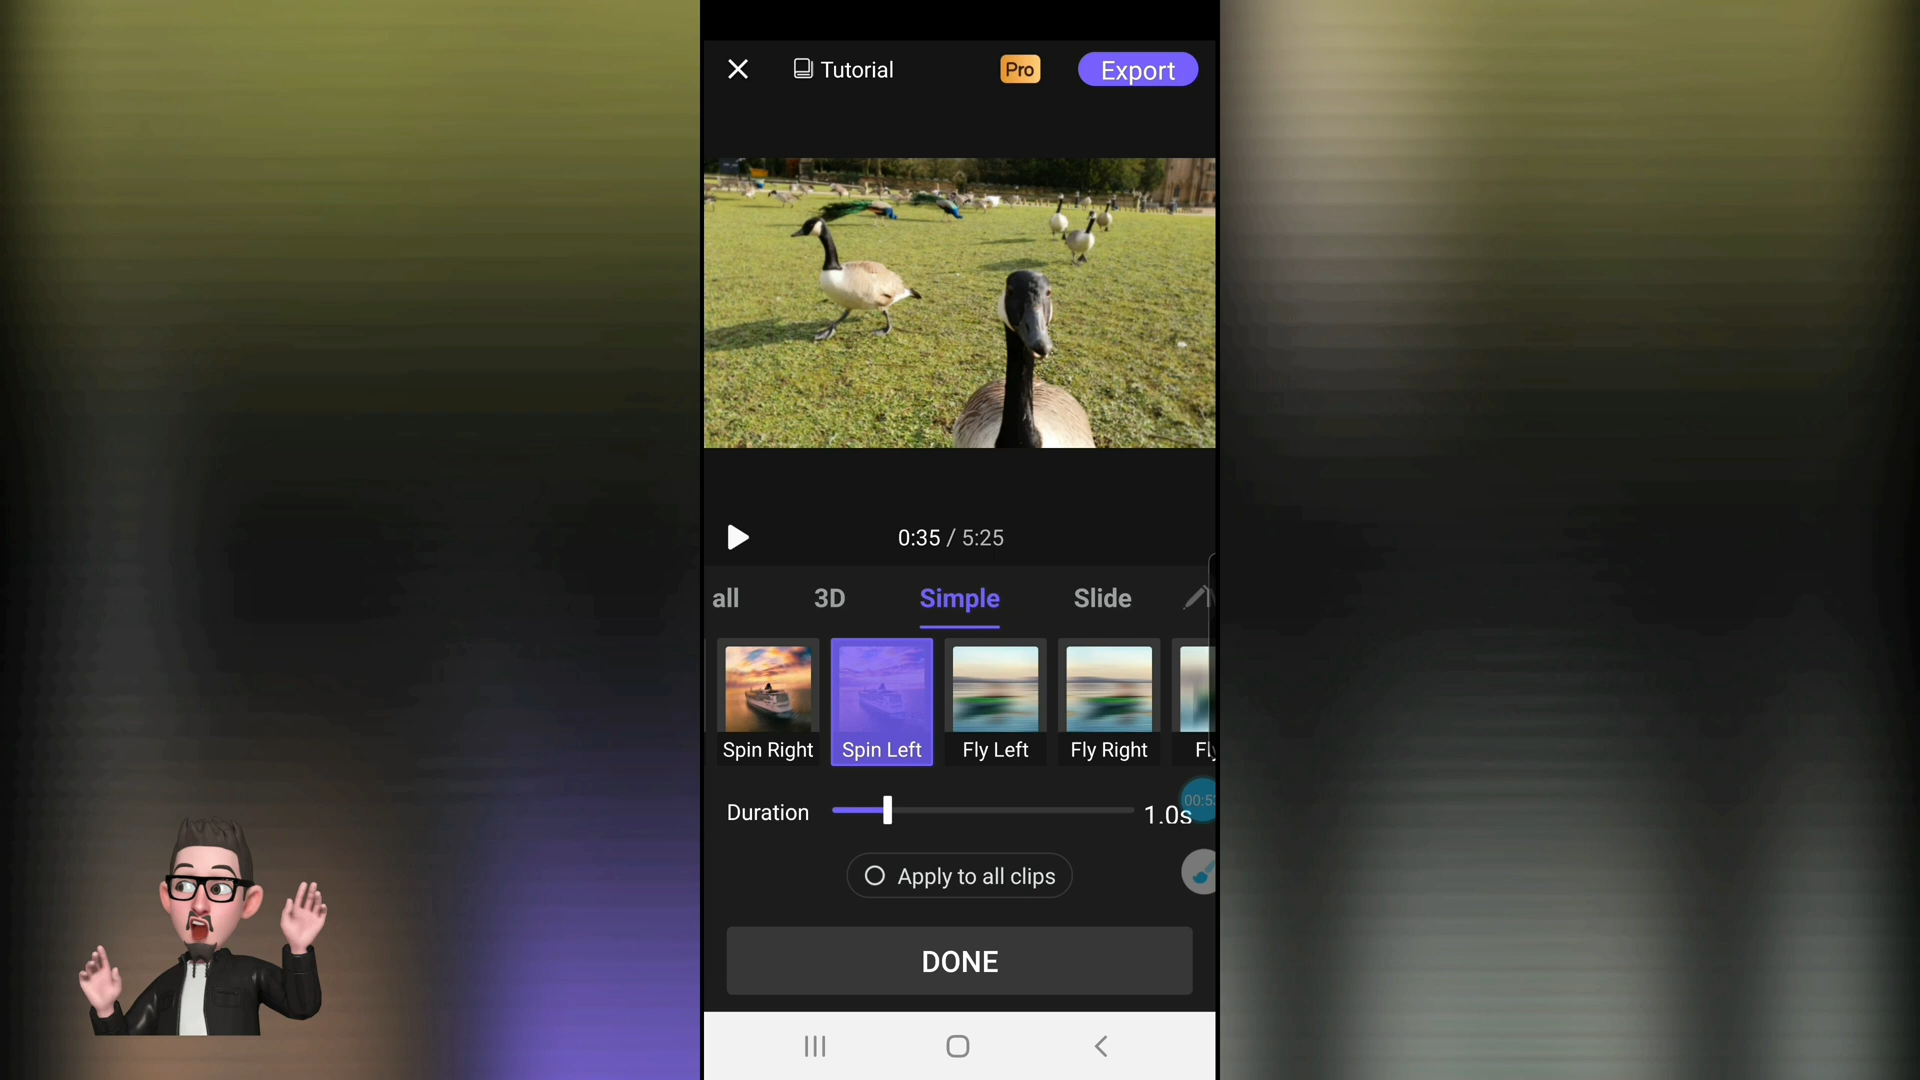 Tutorial
Pro
Export
0:35 / 5:25
all
3D
Simple
Slide
Spin Right
Spin Left
Fly Left
Fly Right
Duration
1.0s
Apply to all clips
DONE